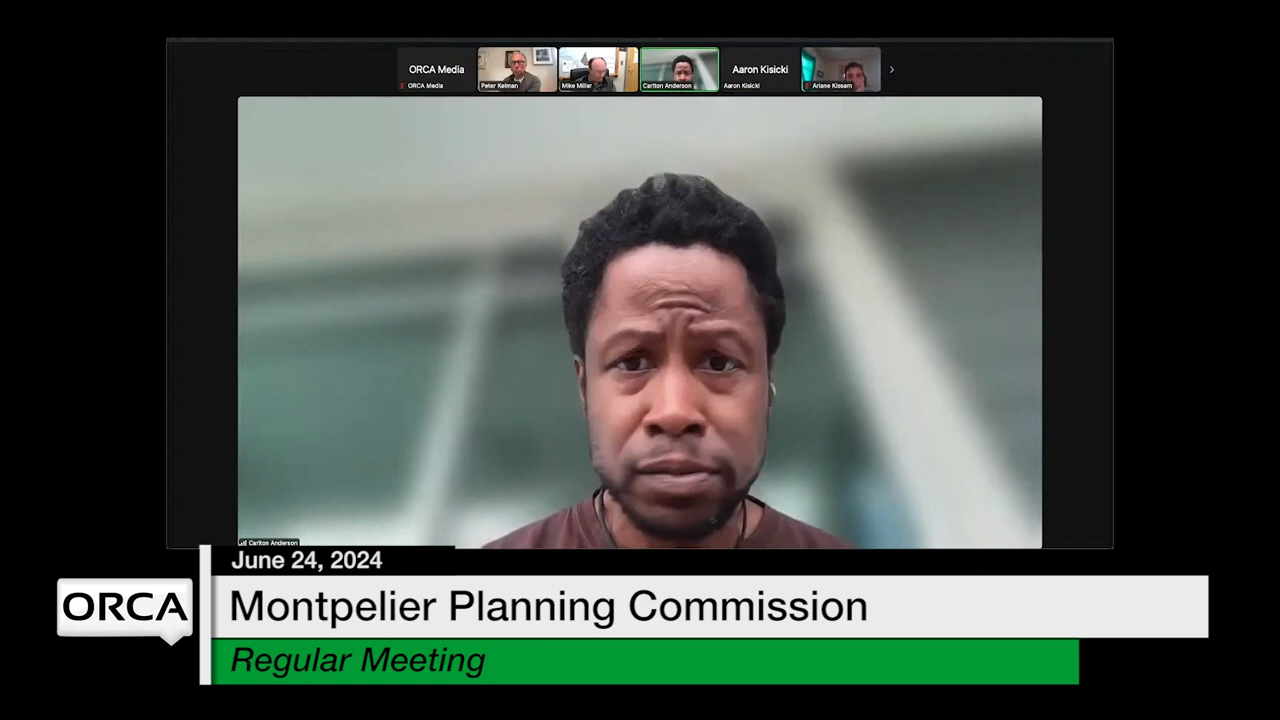 ORCA Media
Aaron Kisicki
ORCA Media
Peter Kelman
Mike Miller
Carlton Anderson
Aaron Kisicki
Ariane Kissam
Carlton Anderson
June 24, 2024
ORCA
Montpelier Planning Commission
Regular Meeting